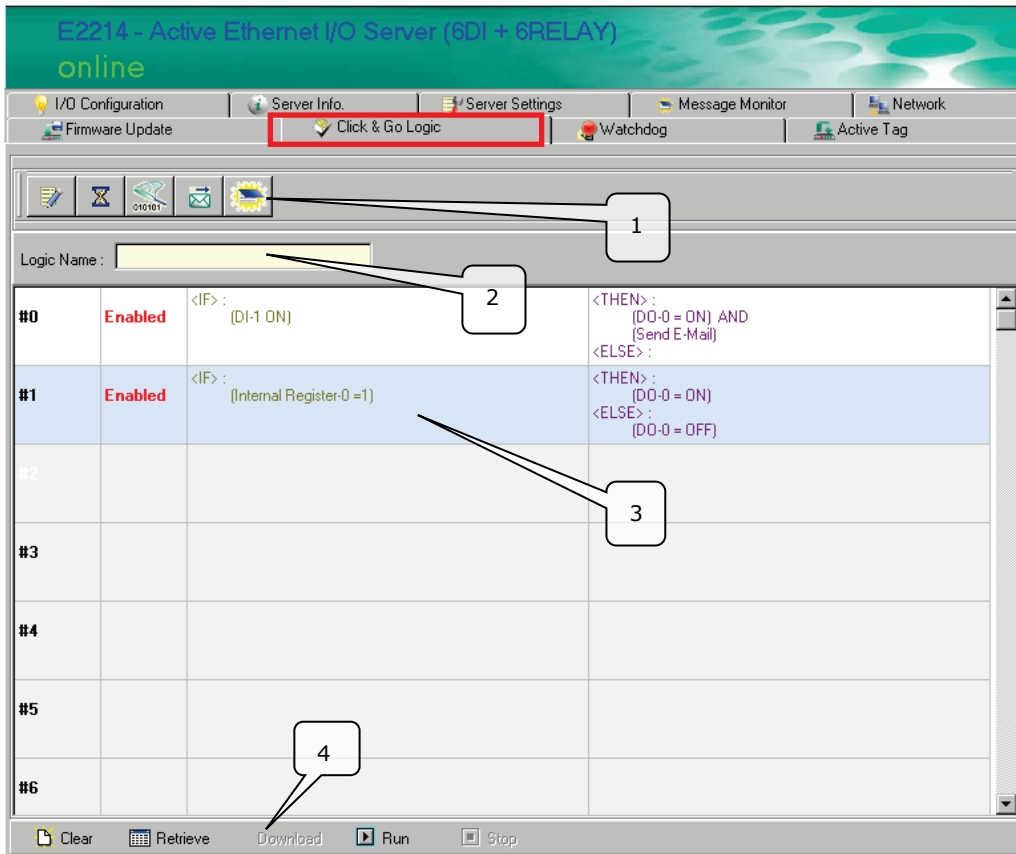 E2214 - Active Ethernet I/O Server (6DI + 6RELAY)
online
I/O Configuration
Server Info.
Server Settings
Message Monitor
Network
Firmware Update
Click & Go Logic
Watchdog
Active Tag
010101
1
Logic Name :
2
#0
Enabled
<IF> :
(DI-1 ON)
<THEN> :
(DO-0 = ON) AND
(Send E-Mail)
<ELSE> :
#1
Enabled
<IF> :
(Internal Register-0 =1)
<THEN> :
(DO-0 = ON)
<ELSE> :
(DO-0 = OFF)
3
#2
#3
#4
#5
4
#6
Clear
Retrieve
Download
Run
Stop